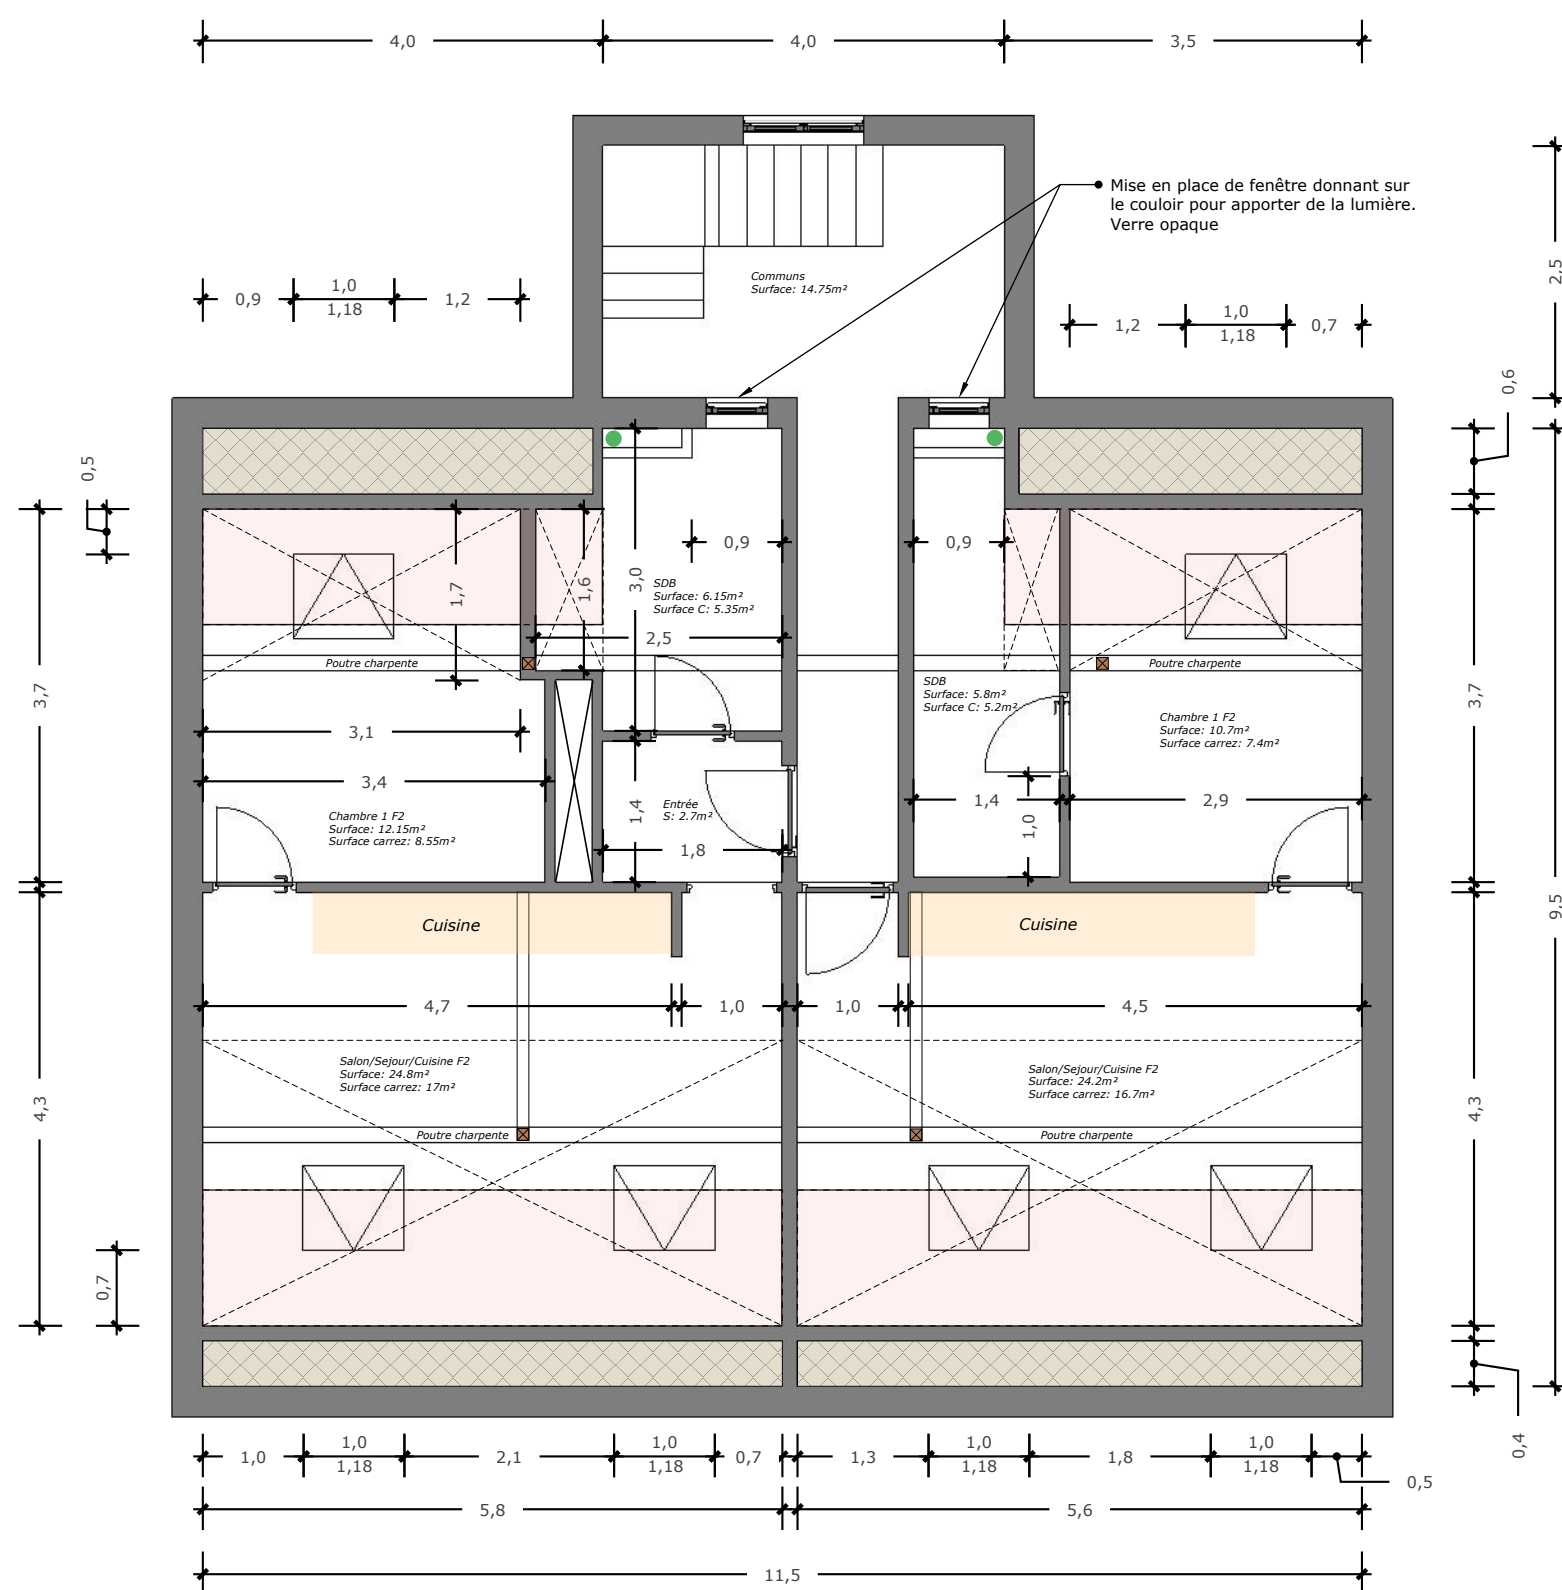 4,0
4,0
3,5
Mise en place de fenêtre donnant sur
le couloir pour apporter de la lumière.
Verre opaque
2,5
Communs
Surface: 14.75m²
0,9
1,0
1,18
1,2
1,2
1,0
1,18
0,7
0,6
0,5
0,9
0,9
1,7
1,6
3,0
SDB
Surface: 6.15m²
Surface C: 5.35m²
2,5
Poutre charpente
Poutre charpente
SDB
Surface: 5.8m²
Surface C: 5.2m²
3,7
3,7
Chambre 1 F2
Surface: 10.7m²
Surface carrez: 7.4m²
3,1
3,4
1,4
Entrée
S: 2.7m²
1,8
1,4
1,0
2,9
Chambre 1 F2
Surface: 12.15m²
Surface carrez: 8.55m²
9,5
Cuisine
Cuisine
4,7
1,0
1,0
4,5
Salon/Sejour/Cuisine F2
Surface: 24.8m²
Surface carrez: 17m²
Salon/Sejour/Cuisine F2
Surface: 24.2m²
Surface carrez: 16.7m²
4,3
4,3
Poutre charpente
Poutre charpente
0,7
0,4
1,0
1,0
1,18
2,1
1,0
1,18
0,7
1,3
1,0
1,18
1,8
1,0
1,18
0,5
5,8
5,6
11,5